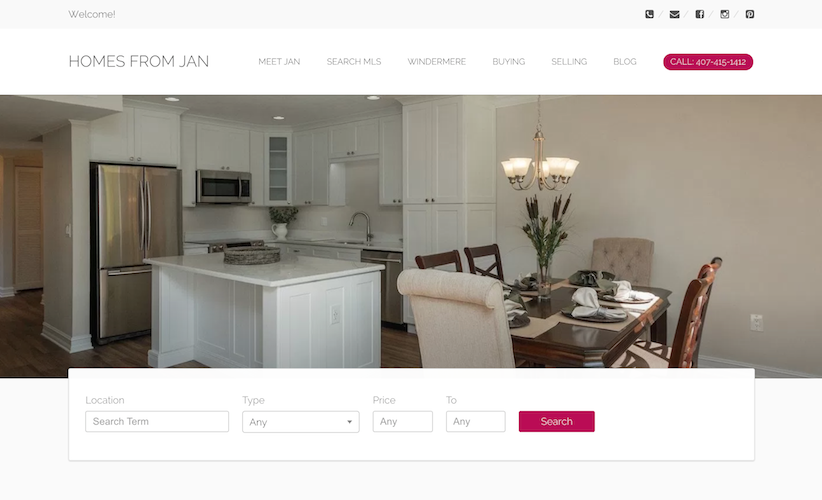 Welcome!
HOMES FROM JAN
MEET JAN
SEARCH MLS
WINDERMERE
BUYING
SELLING
BLOG
CALL: 407-415-1412
Location
Type
Price
To
Search Term
Any
Any
Any
Search